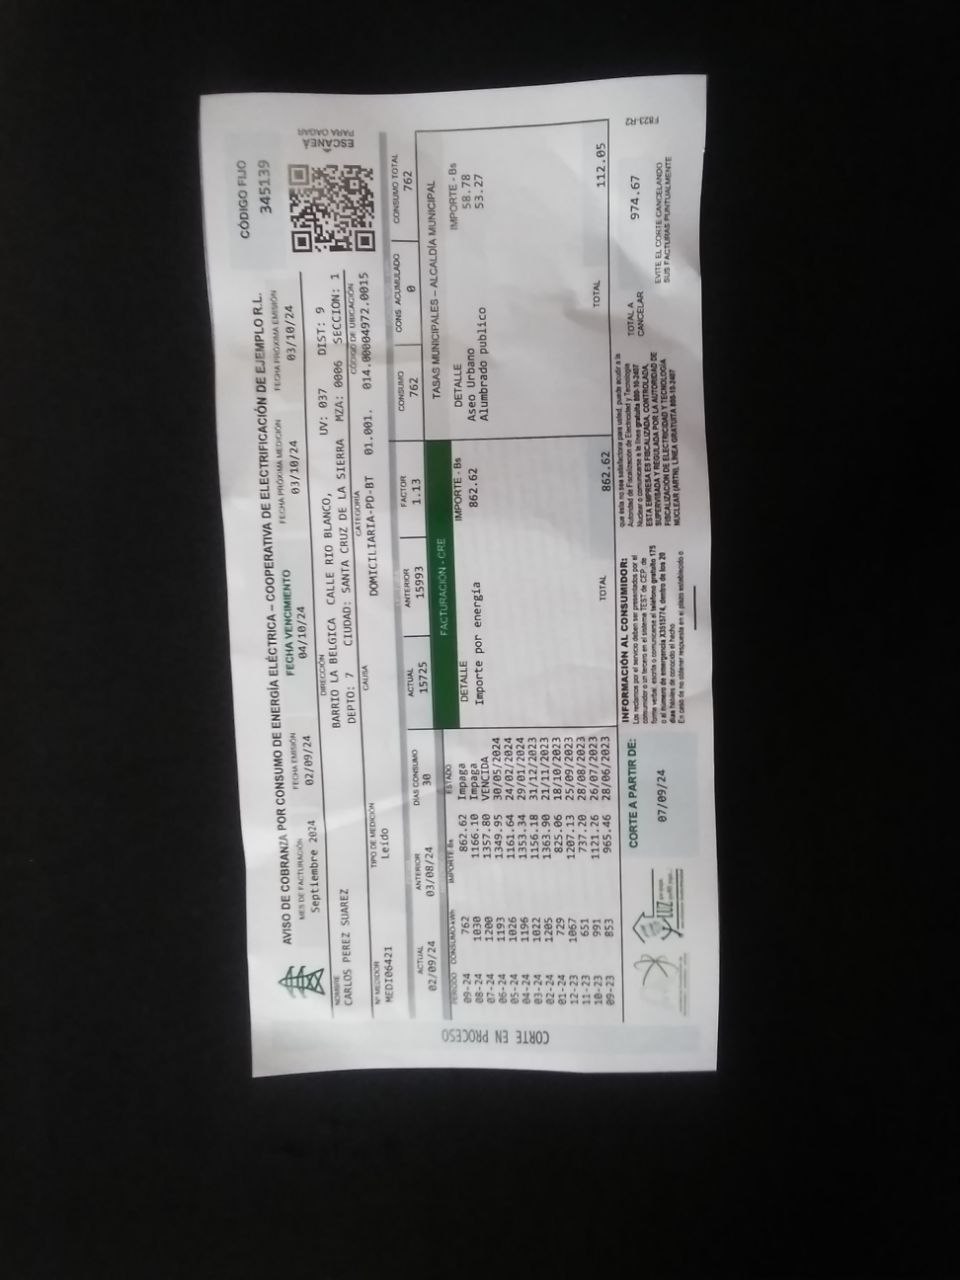 AVISO DE COBRANZA POR CONSUMO DE ENERGÍA ELÉCTRICA – COOPERATIVA DE ELECTRIFICACIÓN DE EJEMPLO R.L.
CÓDIGO FIJO
345139
MES DE FACTURACIÓN
Septiembre 2024
FECHA EMISIÓN
02/09/24
FECHA VENCIMIENTO
04/10/24
FECHA PRÓXIMA MEDICIÓN
03/10/24
FECHA PRÓXIMA EMISIÓN
03/10/24
ESCANEA
PARA
NOMBRE
CARLOS PEREZ SUAREZ
DIRECCIÓN
BARRIO LA BELGICA CALLE RIO BLANCO, UV: 037 DIST: 9
DEPTO: 7 CIUDAD: SANTA CRUZ DE LA SIERRA MZA: 0006 SECCION: 1
Nº MEDIDOR
MEDI06421
TIPO DE MEDICIÓN
Leído
CAUSA
CATEGORIA
DOMICILIARIA-PD-BT
CÓDIGO DE UBICACIÓN
01.001. 014.00004972.0015
ACTUAL
02/09/24
ANTERIOR
03/08/24
DIAS CONSUMO
30
ACTUAL
15725
ANTERIOR
15993
FACTOR
1.13
CONSUMO
762
CONS ACUMULADO
0
CONSUMO TOTAL
762
CORTE EN PROCESO
PERIODO CONSUMO-kWh IMPORTE-Bs ESTADO
09-24 762 862.62 Impaga
08-24 1030 1166.10 Impaga
07-24 1200 1357.80 VENCIDA
06-24 1193 1349.95 30/05/2024
05-24 1026 1161.64 24/02/2024
04-24 1196 1353.34 29/01/2024
03-24 1022 1156.18 31/12/2023
02-24 1205 1363.90 21/11/2023
01-24 729 825.06 18/10/2023
12-23 1067 1207.13 25/09/2023
11-23 651 737.20 28/08/2023
10-23 991 1121.26 26/07/2023
09-23 853 965.46 28/06/2023
FACTURACIÓN - CRE
DETALLE IMPORTE - Bs
Importe por energía 862.62
TOTAL 862.62
TASAS MUNICIPALES – ALCALDÍA MUNICIPAL
DETALLE IMPORTE - Bs
Aseo Urbano 58.78
Alumbrado publico 53.27
TOTAL 112.05
LUZ
CORTE A PARTIR DE:
07/09/24
INFORMACIÓN AL CONSUMIDOR:
Los reclamos por el servicio deben ser presentados por el
consumidor o un tercero en el sistema TEST de CEP, de
forma verbal, escrita o comunicarse al teléfono gratuito 175
o al numero de emergencia X3515774, dentro de los 20
días hábiles de conocido el hecho
En caso de no obtener respuesta en el plazo establecido o
que ésta no sea satisfactoria para usted, puede acudir a la
Autoridad de Fiscalización de Electricidad y Tecnología
Nuclear o comunicarse a la línea gratuita 800-10-2407
ESTA EMPRESA ES FISCALIZADA, CONTROLADA,
SUPERVISADA Y REGULADA POR LA AUTORIDAD DE
FISCALIZACIÓN DE ELECTRICIDAD Y TECNOLOGÍA
NUCLEAR (AETN), LINEA GRATUITA 800-10-2407
TOTAL A
CANCELAR
974.67
EVITE EL CORTE CANCELANDO
SUS FACTURAS PUNTUALMENTE
F823-R2